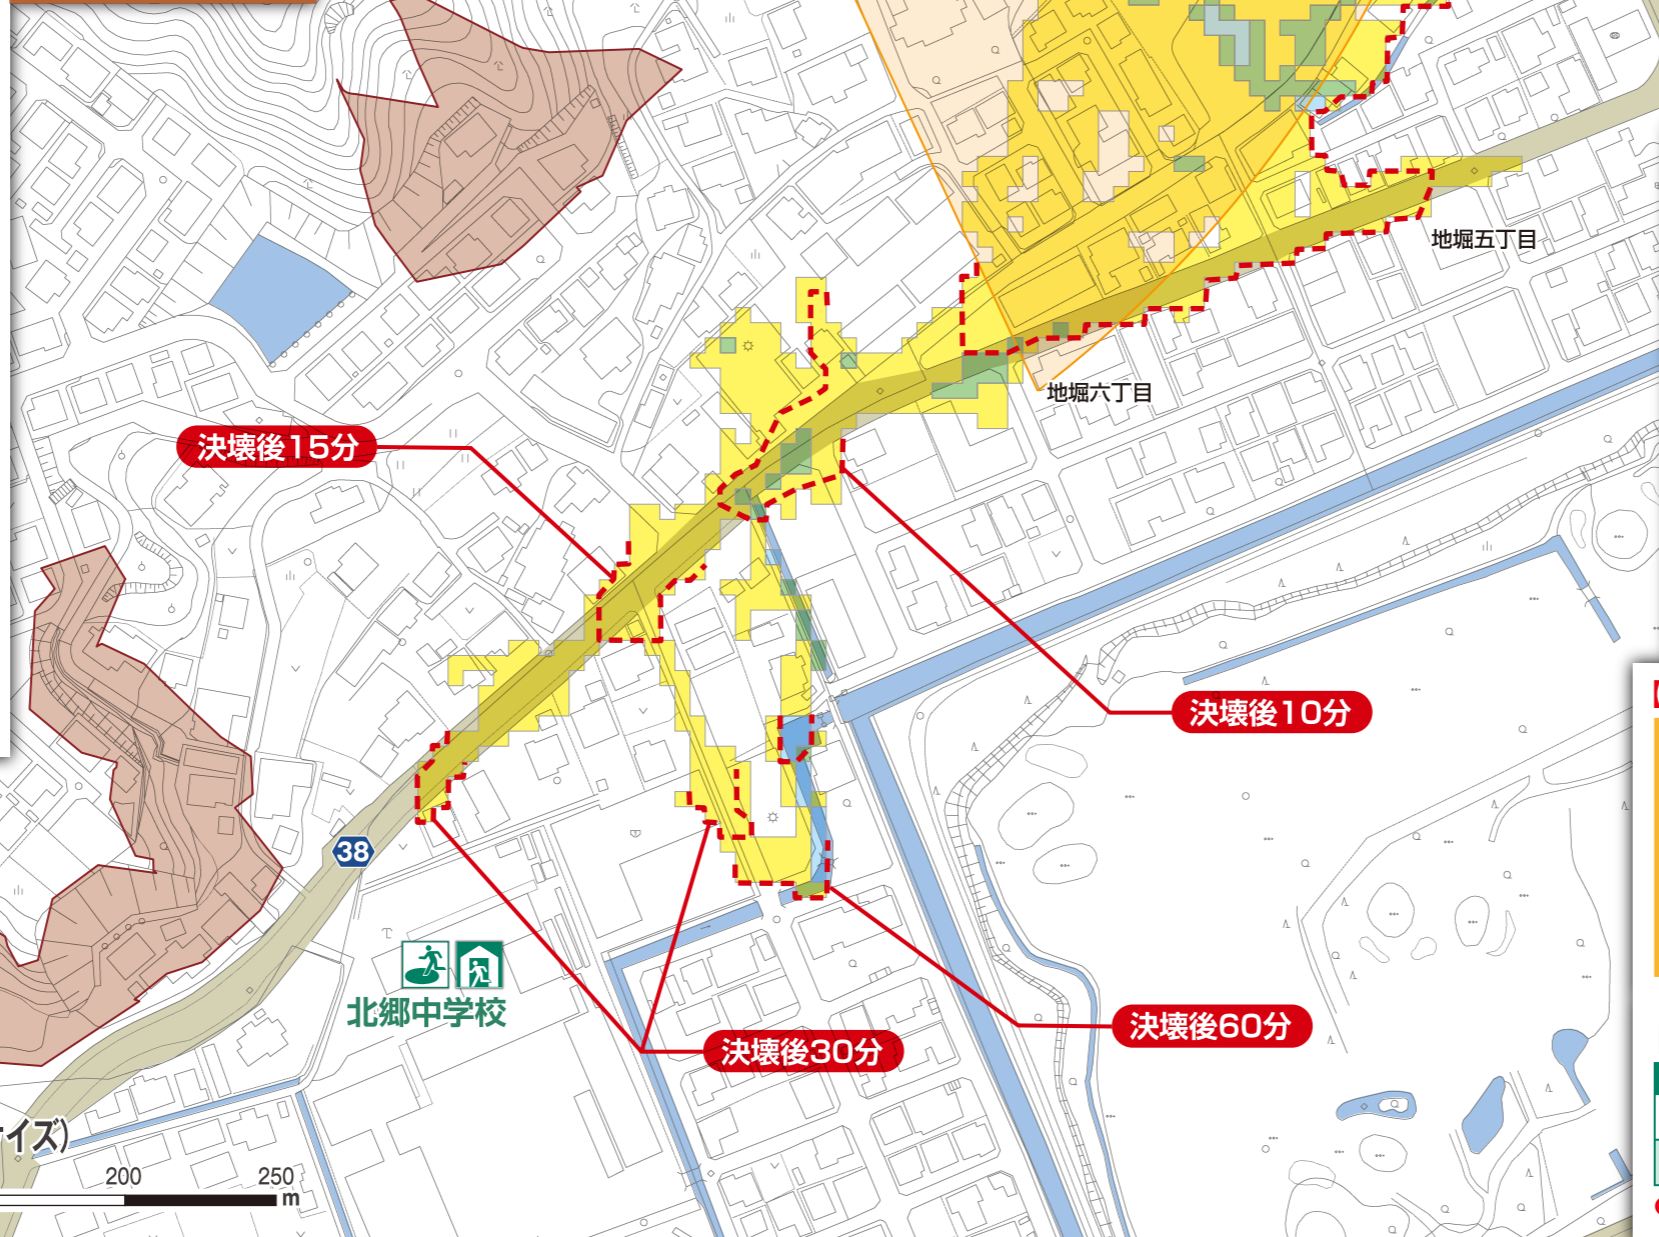 地堀五丁目
地堀六丁目
決壊後15分
決壊後10分
38
北郷中学校
決壊後60分
決壊後30分
イズ)
200
250
m